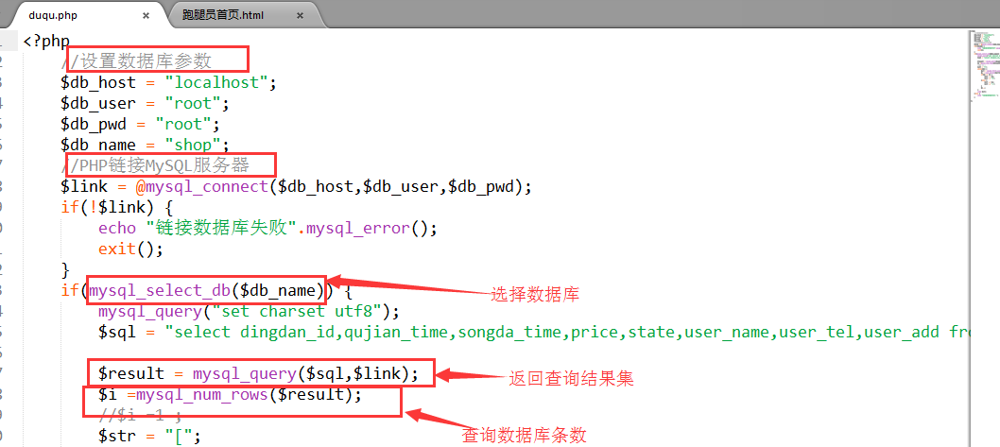 duqu.php × 跑腿员首页.html ×
<?php
//设置数据库参数
$db_host = "localhost";
$db_user = "root";
$db_pwd = "root";
$db_name = "shop";
//PHP链接MySQL服务器
$link = @mysql_connect($db_host,$db_user,$db_pwd);
if(!$link) {
echo "链接数据库失败".mysql_error();
exit();
}
if(mysql_select_db($db_name)) {
选择数据库
mysql_query("set charset utf8");
$sql = "select dingdan_id,qujian_time,songda_time,price,state,user_name,user_tel,user_add fro
$result = mysql_query($sql,$link);
返回查询结果集
$i =mysql_num_rows($result);
//$i =1 ;
$str = "[";
查询数据库条数